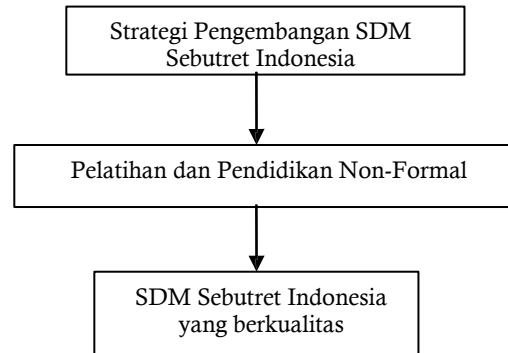 Strategi Pengembangan SDM
Sebutret Indonesia
Pelatihan dan Pendidikan Non-Formal
SDM Sebutret Indonesia
yang berkualitas